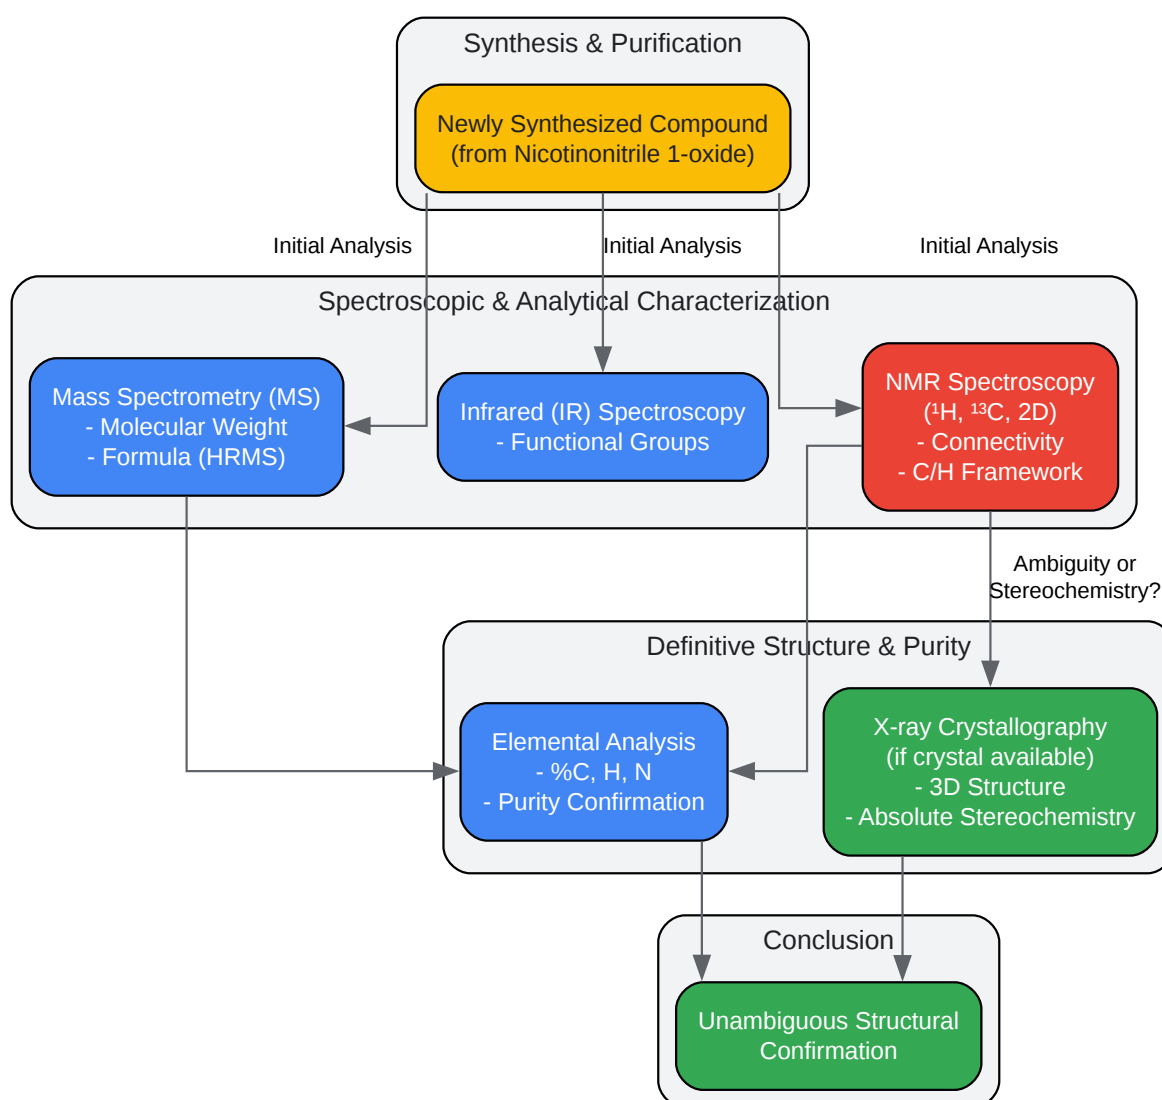 Synthesis & Purification
Newly Synthesized Compound
(from Nicotinonitrile 1-oxide)
Initial Analysis
Initial Analysis
Initial Analysis
Spectroscopic & Analytical Characterization
Mass Spectrometry (MS)
- Molecular Weight
- Formula (HRMS)
Infrared (IR) Spectroscopy
- Functional Groups
NMR Spectroscopy
(¹H, ¹³C, 2D)
- Connectivity
- C/H Framework
Ambiguity or
Stereochemistry?
Definitive Structure & Purity
Elemental Analysis
- %C, H, N
- Purity Confirmation
X-ray Crystallography
(if crystal available)
- 3D Structure
- Absolute Stereochemistry
Conclusion
Unambiguous Structural
Confirmation